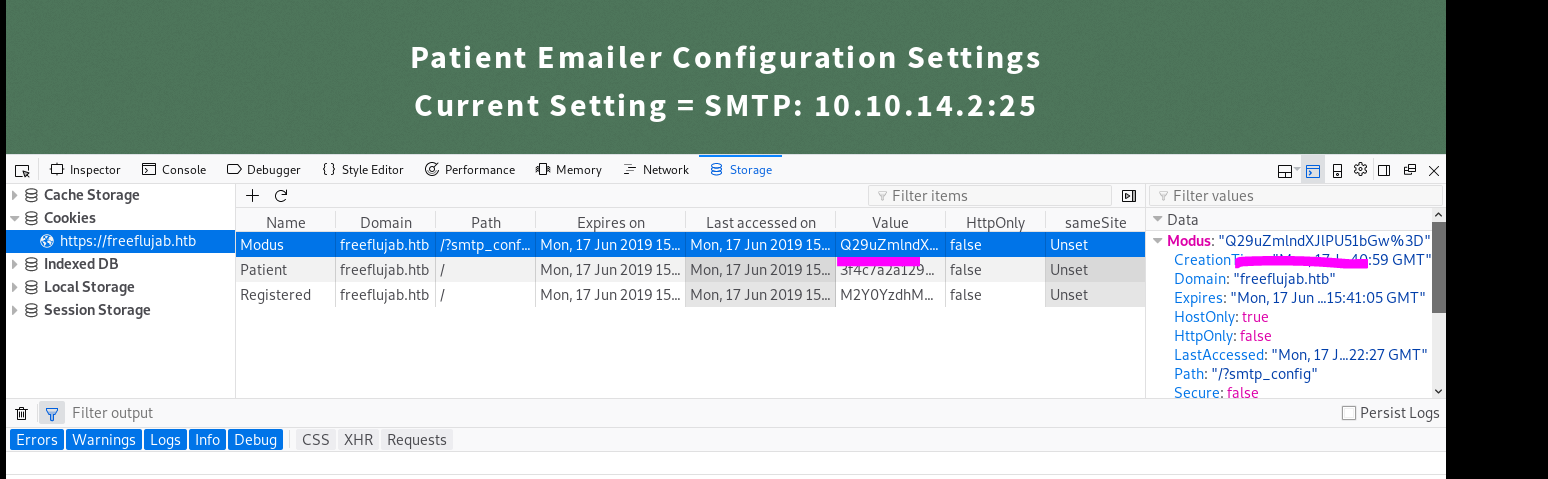 Patient Emailer Configuration Settings
Current Setting = SMTP: 10.10.14.2:25
Inspector Console Debugger {} Style Editor Performance Memory Network Storage
Cache Storage
Cookies
https://freeflujab.htb
Indexed DB
Local Storage
Session Storage
+ Filter items
Name Domain Path Expires on Last accessed on Value HttpOnly sameSite
Modus freeflujab.htb /?smtp_conf... Mon, 17 Jun 2019 15... Mon, 17 Jun 2019 15... Q29uZmlndX... false Unset
Patient freeflujab.htb / Mon, 17 Jun 2019 15... Mon, 17 Jun 2019 15... 3f4c7a2a129... false Unset
Registered freeflujab.htb / Mon, 17 Jun 2019 15... Mon, 17 Jun 2019 15... M2Y0YzdhM... false Unset
Filter values
Data
Modus: "Q29uZmlndXJlPU51bGw%3D"
"Mon, 17 J...40:59 GMT"
Domain: "freeflujab.htb"
Expires: "Mon, 17 Jun ...15:41:05 GMT"
HostOnly: true
HttpOnly: false
LastAccessed: "Mon, 17 J...22:27 GMT"
Path: "/?smtp_config"
Secure: false
Filter output
Persist Logs
Errors Warnings Logs Info Debug CSS XHR Requests